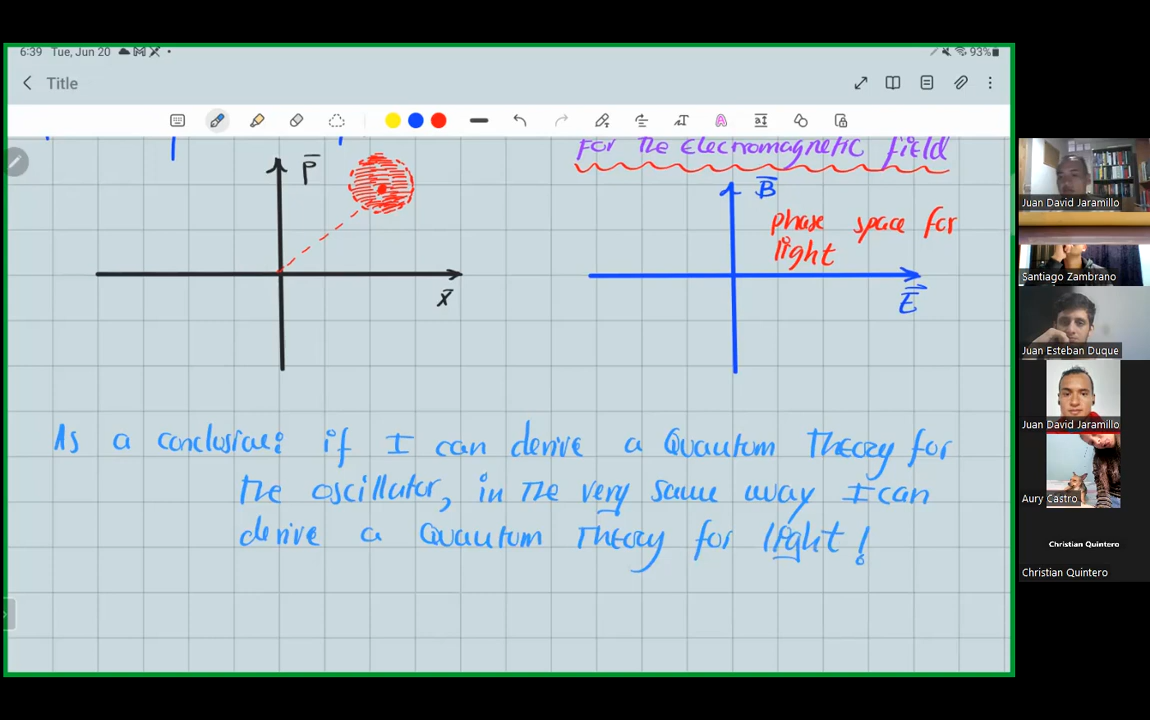 6:39 Tue, Jun 20
93%
Title
For the Electromagnetic field
P
B
phase space for
light
X
E
As a conclusion: if I can derive a Quantum Theory for
the oscillator, in the very same way I can
derive a Quantum Theory for light!
Juan David Jaramillo
Santiago Zambrano
Juan Esteban Duque
Juan David Jaramillo
Aury Castro
Christian Quintero
Christian Quintero